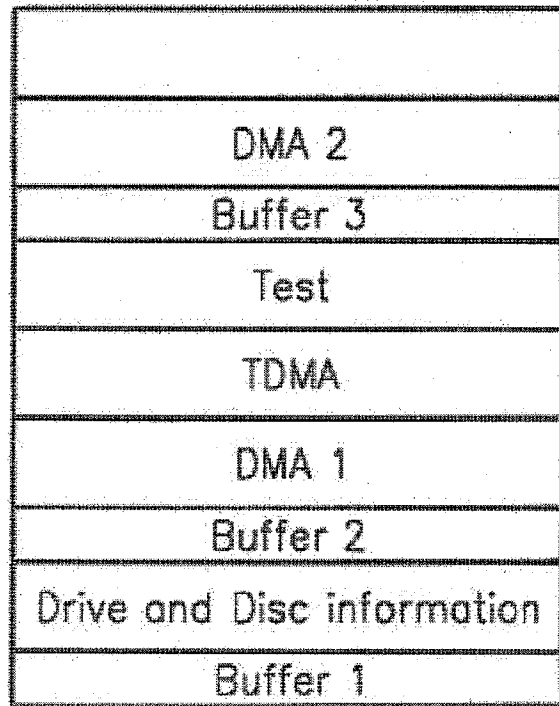 DMA 2
Buffer 3
Test
TDMA
DMA 1
Buffer 2
Drive and Disc information
Buffer 1